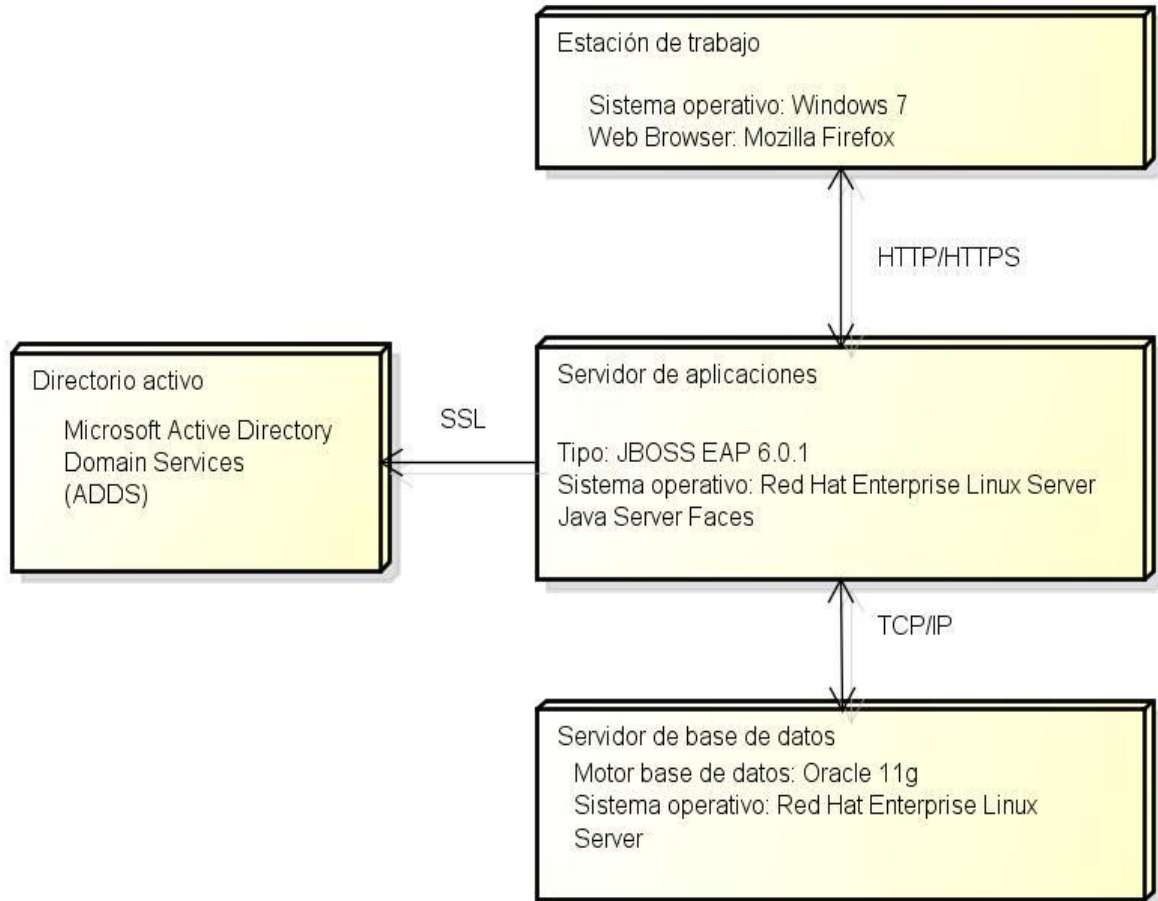 Estación de trabajo
Sistema operativo: Windows 7
Web Browser: Mozilla Firefox
HTTP/HTTPS
Directorio activo
Microsoft Active Directory
Domain Services
(ADDS)
SSL
Servidor de aplicaciones
Tipo: JBOSS EAP 6.0.1
Sistema operativo: Red Hat Enterprise Linux Server
Java Server Faces
TCP/IP
Servidor de base de datos
Motor base de datos: Oracle 11g
Sistema operativo: Red Hat Enterprise Linux
Server